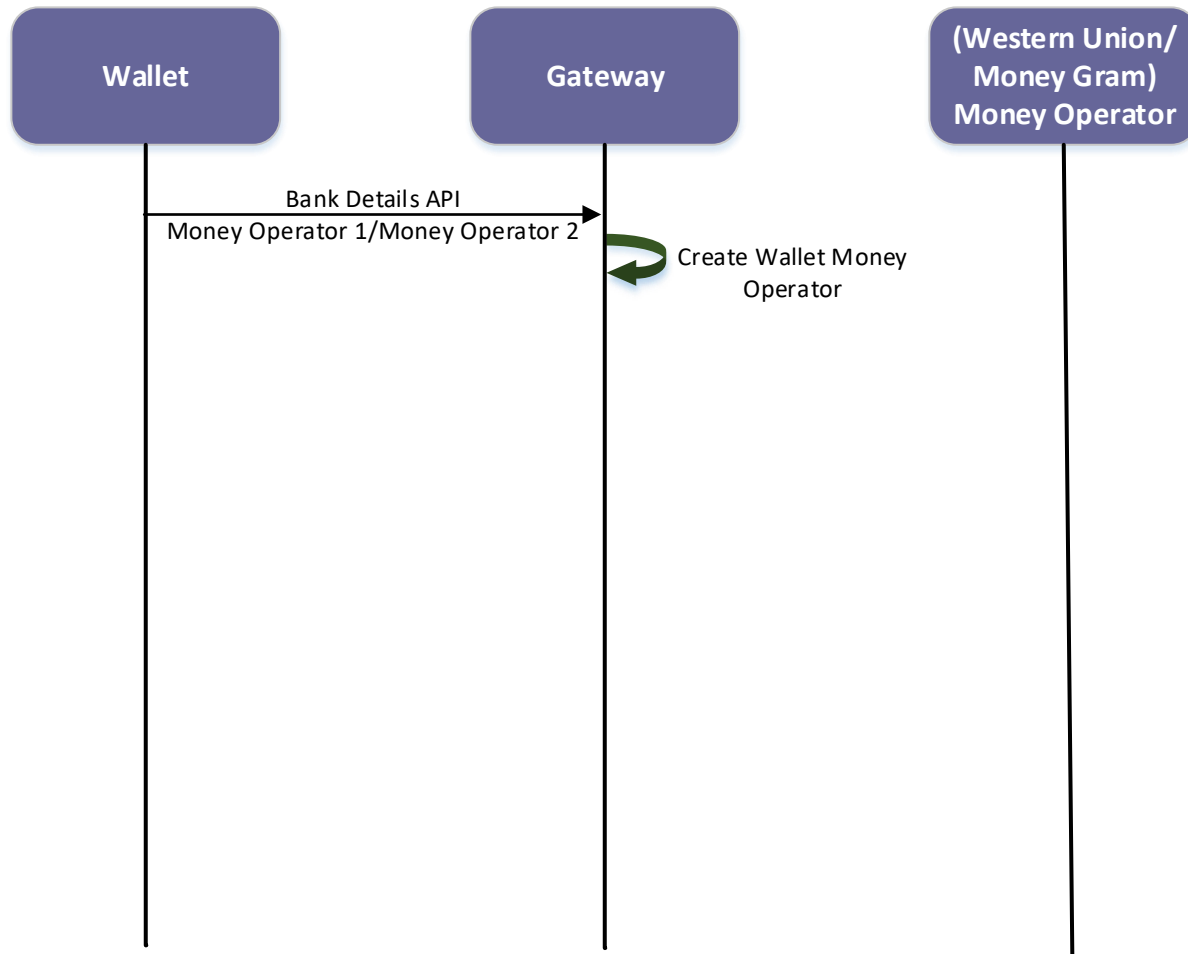 Wallet
Gateway
(Western Union/
Money Gram)
Money Operator
Bank Details API
Money Operator 1/Money Operator 2
Create Wallet Money
Operator